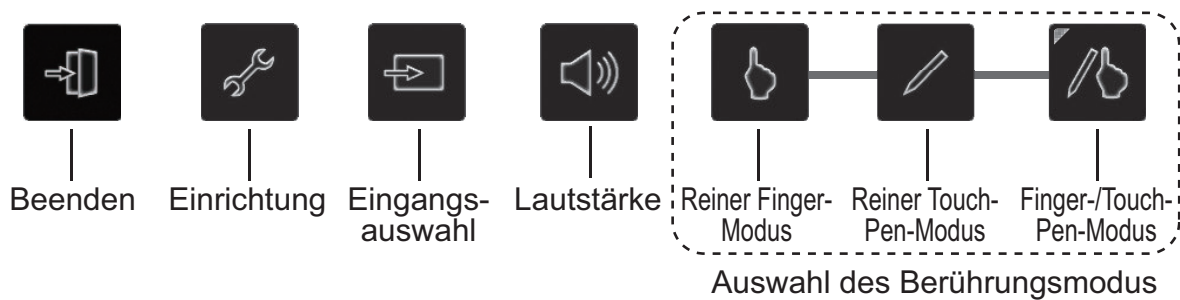 Beenden
Einrichtung
Eingangs-
auswahl
Lautstärke
Reiner Finger-
Modus
Reiner Touch-
Pen-Modus
Finger-/Touch-
Pen-Modus
Auswahl des Berührungsmodus